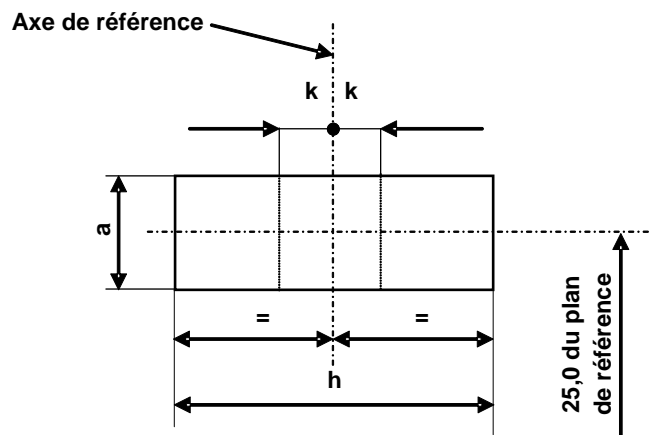 Axe de référence
k k
a
= =
h
25,0 du plan
de référence